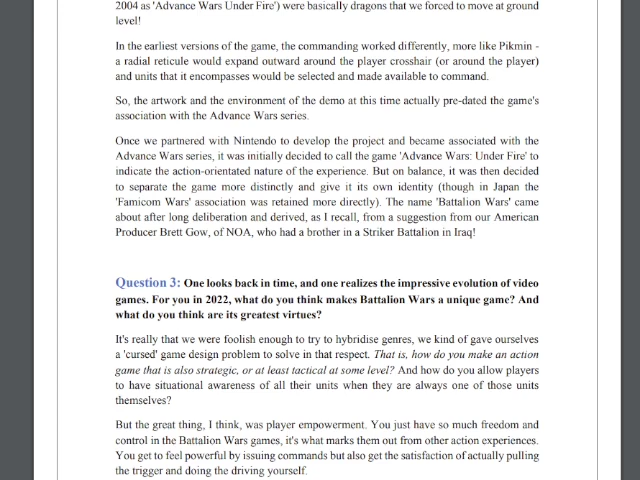 2004 as 'Advance Wars Under Fire') were basically dragons that we forced to move at ground
level!
In the earliest versions of the game, the commanding worked differently, more like Pikmin -
a radial reticule would expand outward around the player crosshair (or around the player)
and units that it encompasses would be selected and made available to command.
So, the artwork and the environment of the demo at this time actually pre-dated the game's
association with the Advance Wars series.
Once we partnered with Nintendo to develop the project and became associated with the
Advance Wars series, it was initially decided to call the game 'Advance Wars: Under Fire' to
indicate the action-orientated nature of the experience. But on balance, it was then decided
to separate the game more distinctly and give it its own identity (though in Japan the
'Famicom Wars' association was retained more directly). The name 'Battalion Wars' came
about after long deliberation and derived, as I recall, from a suggestion from our American
Producer Brett Gow, of NOA, who had a brother in a Striker Battalion in Iraq!
Question 3: One looks back in time, and one realizes the impressive evolution of video
games. For you in 2022, what do you think makes Battalion Wars a unique game? And
what do you think are its greatest virtues?
It's really that we were foolish enough to try to hybridise genres, we kind of gave ourselves
a 'cursed' game design problem to solve in that respect. That is, how do you make an action
game that is also strategic, or at least tactical at some level? And how do you allow players
to have situational awareness of all their units when they are always one of those units
themselves?
But the great thing, I think, was player empowerment. You just have so much freedom and
control in the Battalion Wars games, it's what marks them out from other action experiences.
You get to feel powerful by issuing commands but also get the satisfaction of actually pulling
the trigger and doing the driving yourself.